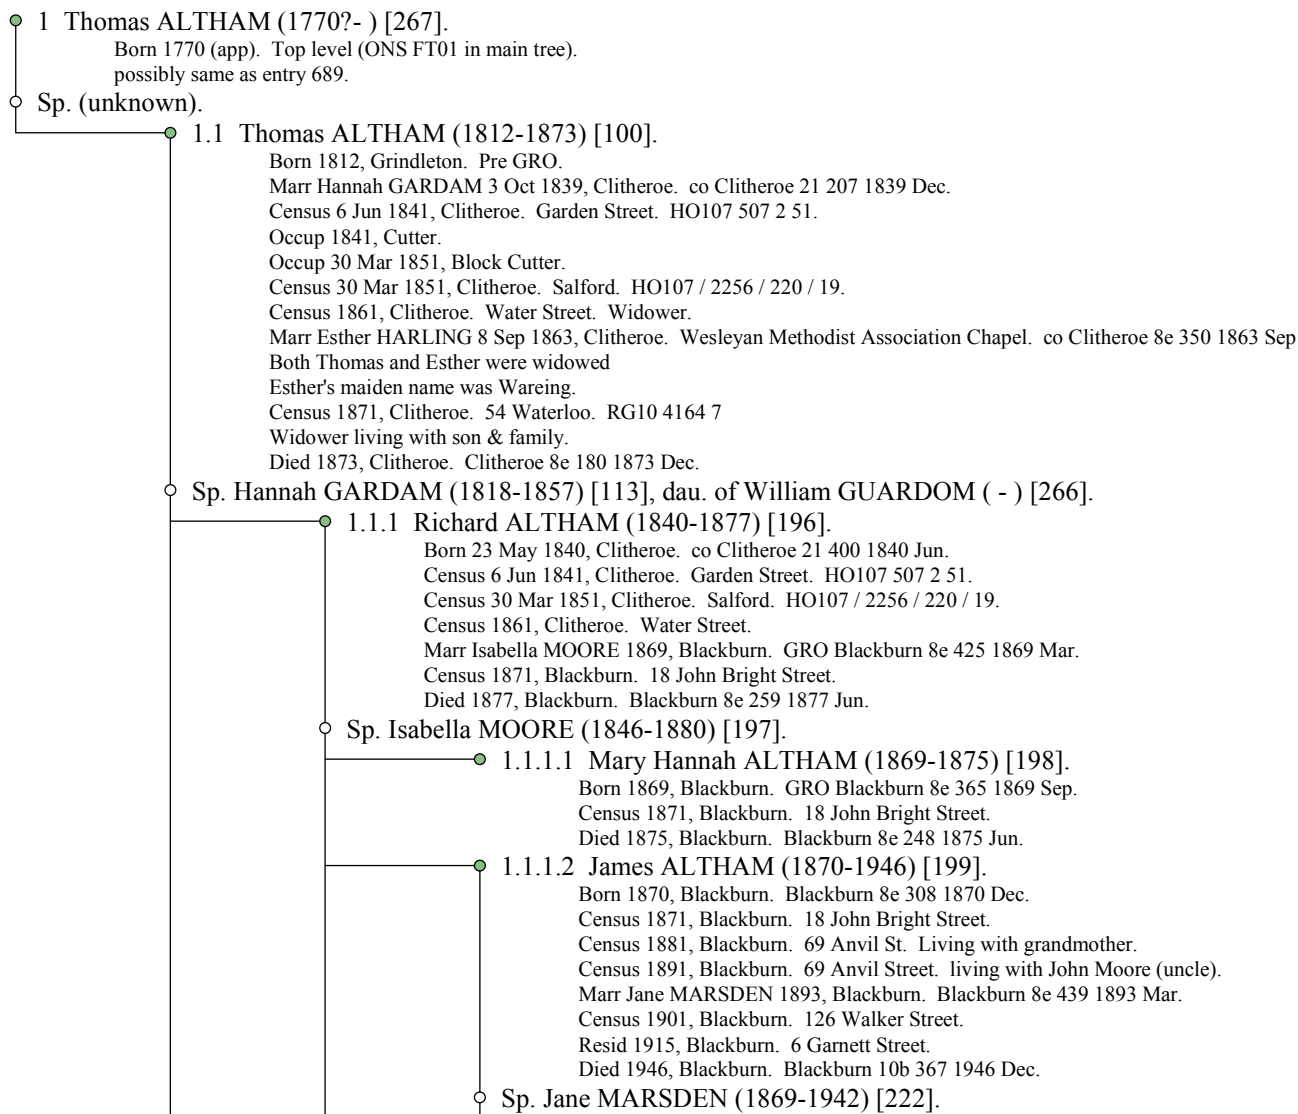 1 Thomas ALTHAM (1770?- ) [267].
Born 1770 (app). Top level (ONS FT01 in main tree).
possibly same as entry 689.
Sp. (unknown).
1.1 Thomas ALTHAM (1812-1873) [100].
Born 1812, Grindleton. Pre GRO.
Marr Hannah GARDAM 3 Oct 1839, Clitheroe. co Clitheroe 21 207 1839 Dec.
Census 6 Jun 1841, Clitheroe. Garden Street. HO107 507 2 51.
Occup 1841, Cutter.
Occup 30 Mar 1851, Block Cutter.
Census 30 Mar 1851, Clitheroe. Salford. HO107 / 2256 / 220 / 19.
Census 1861, Clitheroe. Water Street. Widower.
Marr Esther HARLING 8 Sep 1863, Clitheroe. Wesleyan Methodist Association Chapel. co Clitheroe 8e 350 1863 Sep
Both Thomas and Esther were widowed
Esther's maiden name was Wareing.
Census 1871, Clitheroe. 54 Waterloo. RG10 4164 7
Widower living with son & family.
Died 1873, Clitheroe. Clitheroe 8e 180 1873 Dec.
Sp. Hannah GARDAM (1818-1857) [113], dau. of William GUARDOM ( - ) [266].
1.1.1 Richard ALTHAM (1840-1877) [196].
Born 23 May 1840, Clitheroe. co Clitheroe 21 400 1840 Jun.
Census 6 Jun 1841, Clitheroe. Garden Street. HO107 507 2 51.
Census 30 Mar 1851, Clitheroe. Salford. HO107 / 2256 / 220 / 19.
Census 1861, Clitheroe. Water Street.
Marr Isabella MOORE 1869, Blackburn. GRO Blackburn 8e 425 1869 Mar.
Census 1871, Blackburn. 18 John Bright Street.
Died 1877, Blackburn. Blackburn 8e 259 1877 Jun.
Sp. Isabella MOORE (1846-1880) [197].
1.1.1.1 Mary Hannah ALTHAM (1869-1875) [198].
Born 1869, Blackburn. GRO Blackburn 8e 365 1869 Sep.
Census 1871, Blackburn. 18 John Bright Street.
Died 1875, Blackburn. Blackburn 8e 248 1875 Jun.
1.1.1.2 James ALTHAM (1870-1946) [199].
Born 1870, Blackburn. Blackburn 8e 308 1870 Dec.
Census 1871, Blackburn. 18 John Bright Street.
Census 1881, Blackburn. 69 Anvil St. Living with grandmother.
Census 1891, Blackburn. 69 Anvil Street. living with John Moore (uncle).
Marr Jane MARSDEN 1893, Blackburn. Blackburn 8e 439 1893 Mar.
Census 1901, Blackburn. 126 Walker Street.
Resid 1915, Blackburn. 6 Garnett Street.
Died 1946, Blackburn. Blackburn 10b 367 1946 Dec.
Sp. Jane MARSDEN (1869-1942) [222].